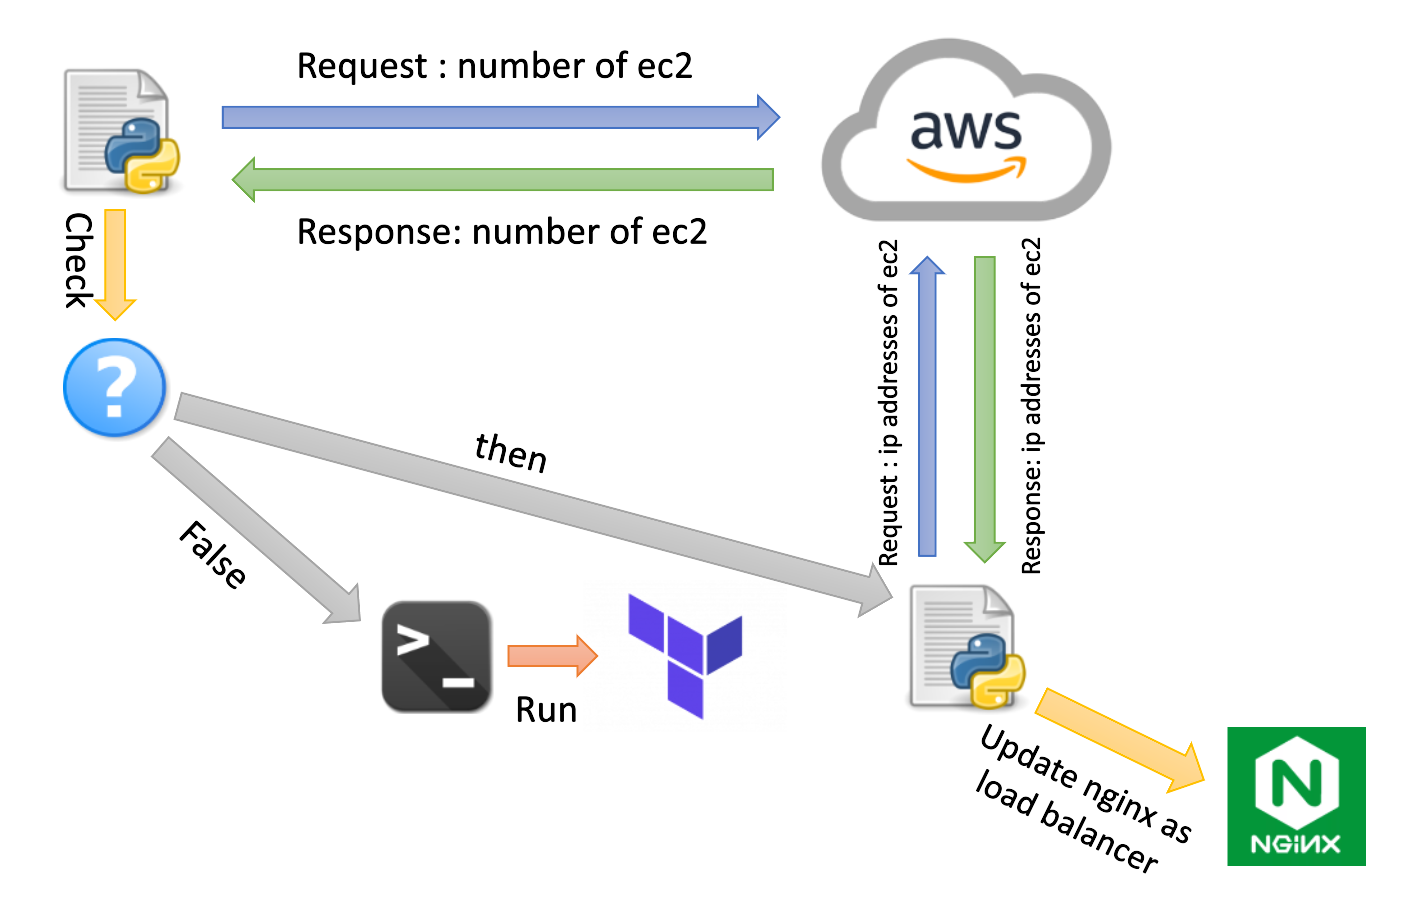 Request : number of ec2
aws
Response: number of ec2
Check
?
then
False
>_
Run
Request : ip addresses of ec2
Response: ip addresses of ec2
Update nginx as
load balancer
N
NGINX